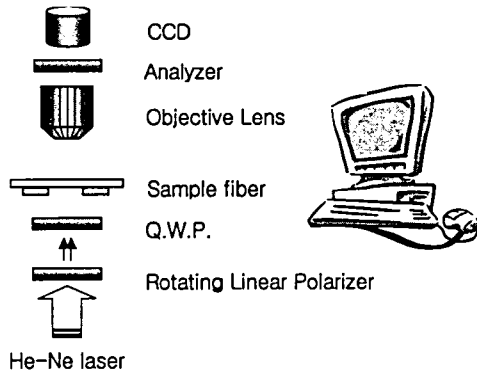 CCD
Analyzer
Objective Lens
Sample fiber
Q.W.P.
Rotating Linear Polarizer
He-Ne laser